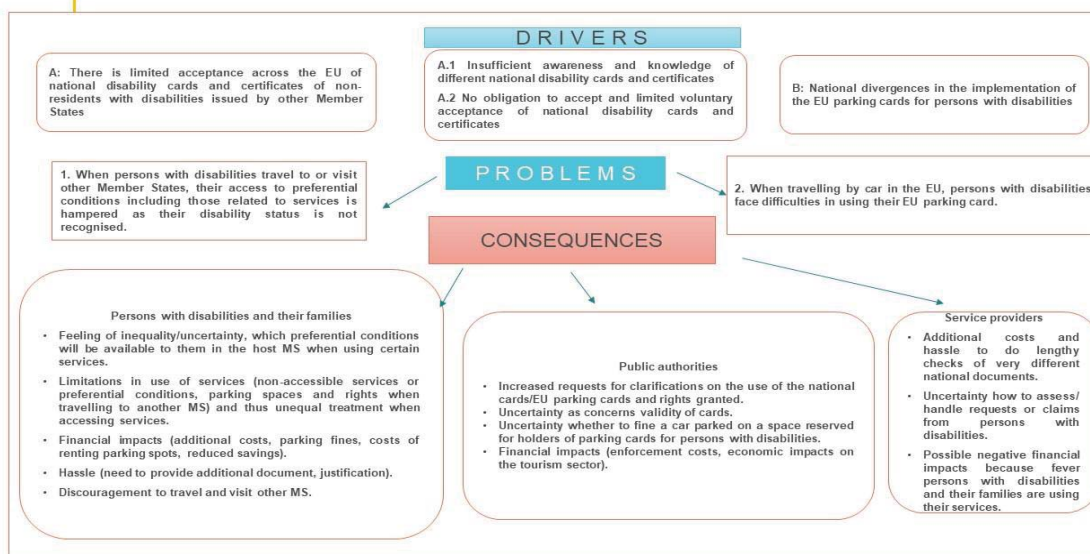 DRIVERS
A: There is limited acceptance across the EU of
national disability cards and certificates of non-
residents with disabilities issued by other Member
States
A.1 Insufficient awareness and knowledge of
different national disability cards and certificates
A.2 No obligation to accept and limited voluntary
acceptance of national disability cards and
certificates
B: National divergences in the implementation of
the EU parking cards for persons with disabilities
PROBLEMS
1. When persons with disabilities travel to or visit
other Member States, their access to preferential
conditions including those related to services is
hampered as their disability status is not
recognised.
2. When travelling by car in the EU, persons with disabilities
face difficulties in using their EU parking card.
CONSEQUENCES
Persons with disabilities and their families
• Feeling of inequality/uncertainty, which preferential conditions
will be available to them in the host MS when using certain
services.
• Limitations in use of services (non-accessible services or
preferential conditions, parking spaces and rights when
travelling to another MS) and thus unequal treatment when
accessing services.
• Financial impacts (additional costs, parking fines, costs of
renting parking spots, reduced savings).
• Hassle (need to provide additional document, justification).
• Discouragement to travel and visit other MS.
Public authorities
• Increased requests for clarifications on the use of the national
cards/EU parking cards and rights granted.
• Uncertainty as concerns validity of cards.
• Uncertainty whether to fine a car parked on a space reserved
for holders of parking cards for persons with disabilities.
• Financial impacts (enforcement costs, economic impacts on
the tourism sector).
Service providers
• Additional costs and
hassle to do lengthy
checks of very different
national documents.
• Uncertainty how to assess/
handle requests or claims
from persons with
disabilities.
• Possible negative financial
impacts because fever
persons with disabilities
and their families are using
their services.